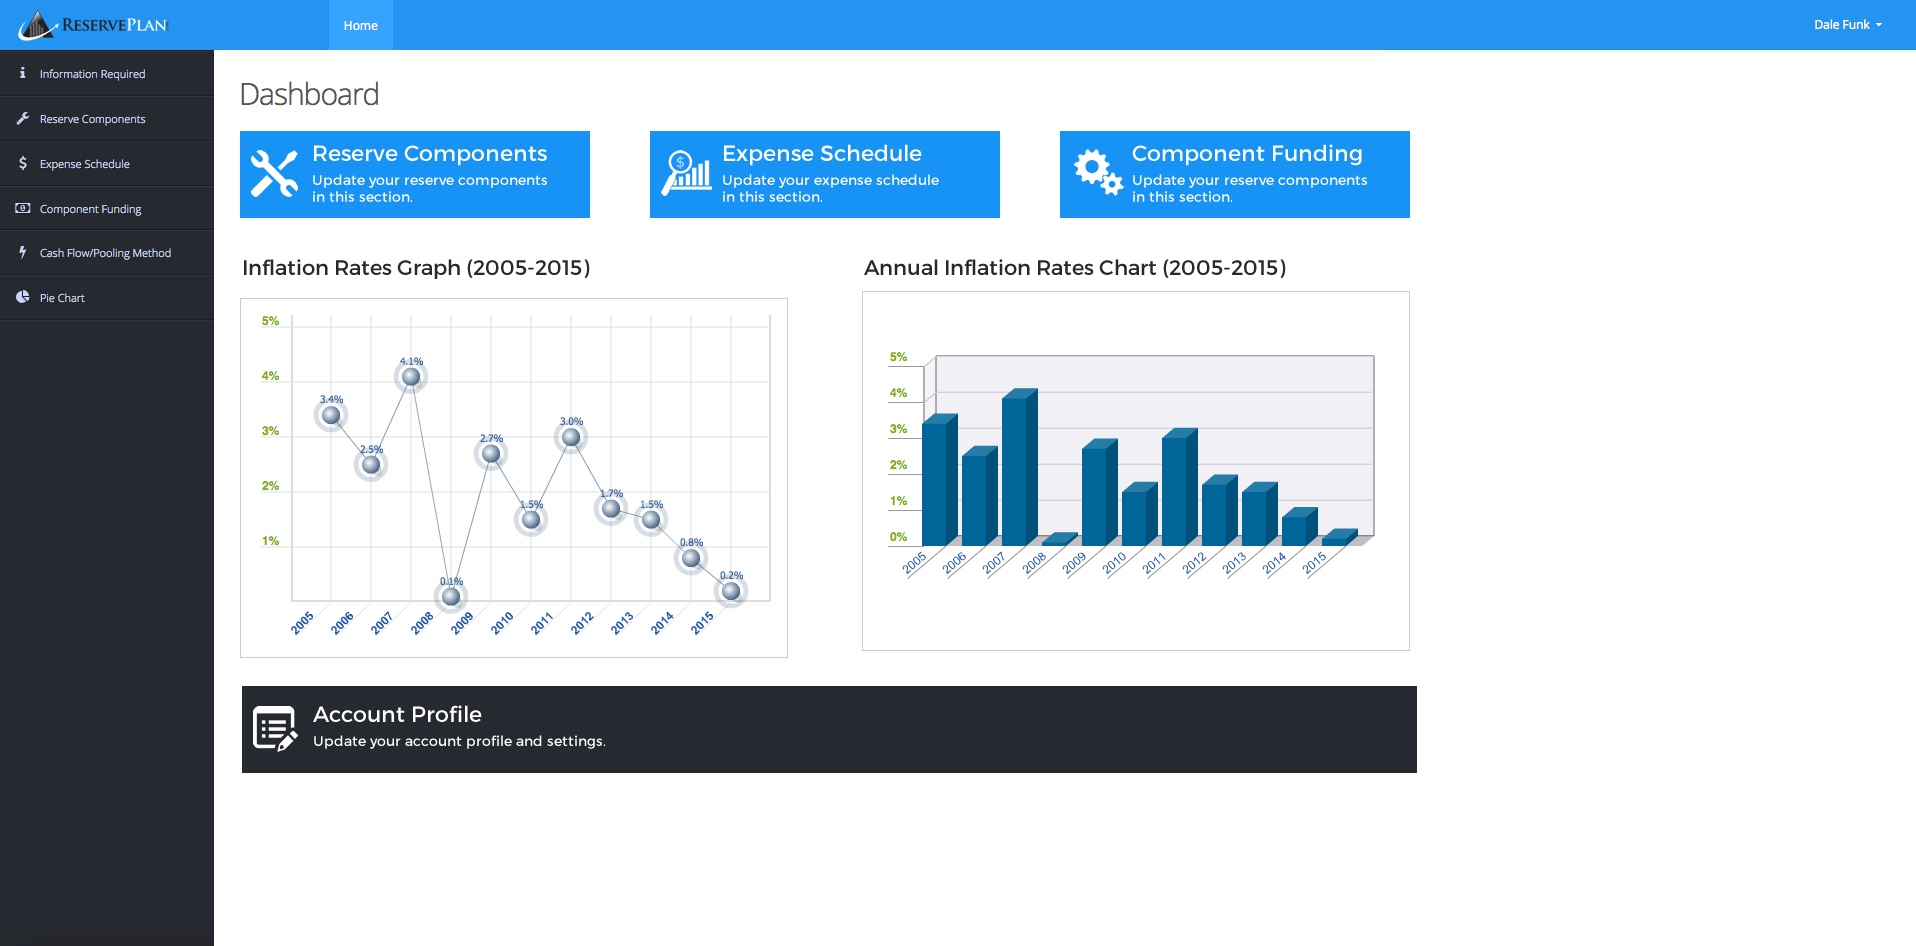 RESERVEPLAN
Home
Dale Funk
Information Required
Reserve Components
Expense Schedule
Component Funding
Cash Flow/Pooling Method
Pie Chart
Dashboard
Reserve Components
Update your reserve components
in this section.
$
Expense Schedule
Update your expense schedule
in this section.
Component Funding
Update your reserve components
in this section.
Inflation Rates Graph (2005-2015)
5%
4%
3%
2%
1%
3.4%
2.5%
4.1%
0.1%
2.7%
1.5%
3.0%
1.7%
1.5%
0.8%
0.2%
2005
2006
2007
2008
2009
2010
2011
2012
2013
2014
2015
Annual Inflation Rates Chart (2005-2015)
5%
4%
3%
2%
1%
0%
2005
2006
2007
2008
2009
2010
2011
2012
2013
2014
2015
Account Profile
Update your account profile and settings.